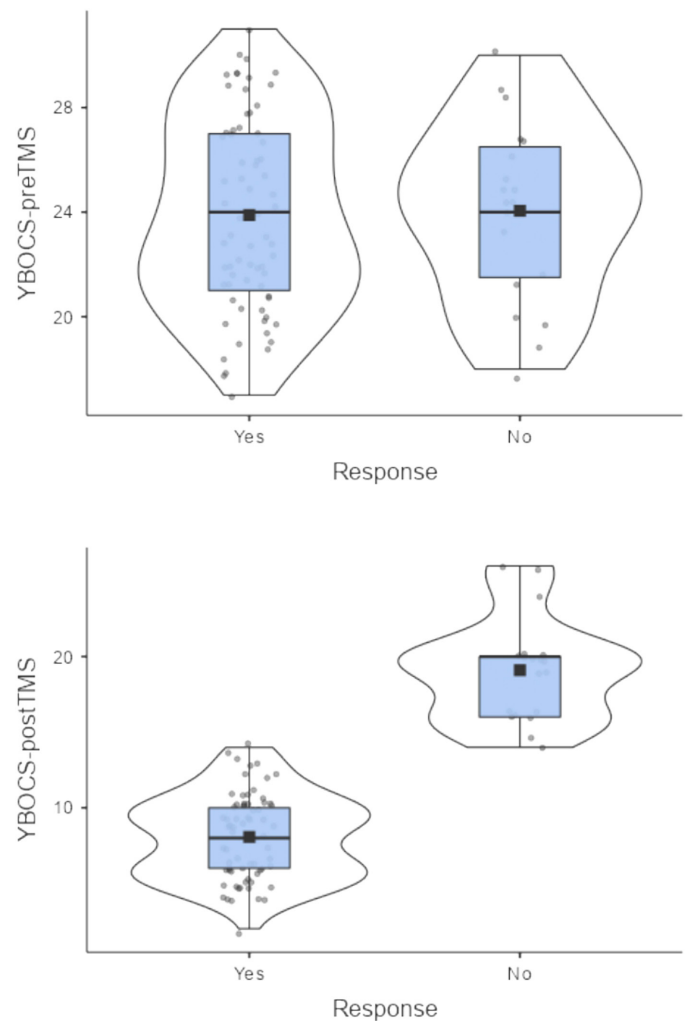 YBOCS-preTMS
28
24
20
Yes No
Response
YBOCS-postTMS
20
10
Yes No
Response